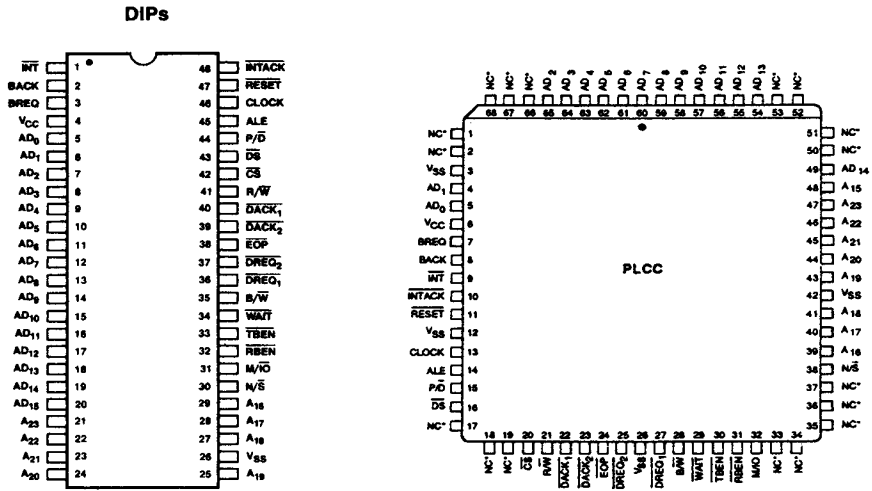 DIPs
INT 1 48 INTACK
BACK 2 47 RESET
BREQ 3 46 CLOCK
VCC 4 45 ALE
AD0 5 44 P/D
AD1 6 43 DS
AD2 7 42 CS
AD3 8 41 R/W
AD4 9 40 DACK1
AD5 10 39 DACK2
AD6 11 38 EOP
AD7 12 37 DREQ2
AD8 13 36 DREQ1
AD9 14 35 B/W
AD10 15 34 WAIT
AD11 16 33 TBEN
AD12 17 32 RBEN
AD13 18 31 M/IO
AD14 19 30 N/S
AD15 20 29 A16
A23 21 28 A17
A22 22 27 A18
A21 23 26 VSS
A20 24 25 A19
NC* NC* NC* AD2 AD3 AD4 AD5 AD6 AD7 AD8 AD9 AD10 AD11 AD12 AD13 NC* NC*
68 67 66 65 64 63 62 61 60 59 58 57 56 55 54 53 52
NC* 1 51 NC*
NC* 2 50 NC*
VSS 3 49 AD14
AD1 4 48 A15
AD0 5 47 A23
VCC 6 46 A22
BREQ 7 45 A21
BACK 8 44 A20
INT 9 43 A19
INTACK 10 42 VSS
RESET 11 41 A18
VSS 12 40 A17
CLOCK 13 39 A16
ALE 14 38 N/S
P/D 15 37 NC*
DS 16 36 NC*
NC* 17 35 NC*
PLCC
18 19 20 21 22 23 24 25 26 27 28 29 30 31 32 33 34
NC* NC* CS R/W DACK1 DACK2 EOP DREQ2 VSS DREQ1 B/W WAIT TBEN RBEN M/IO NC* NC*